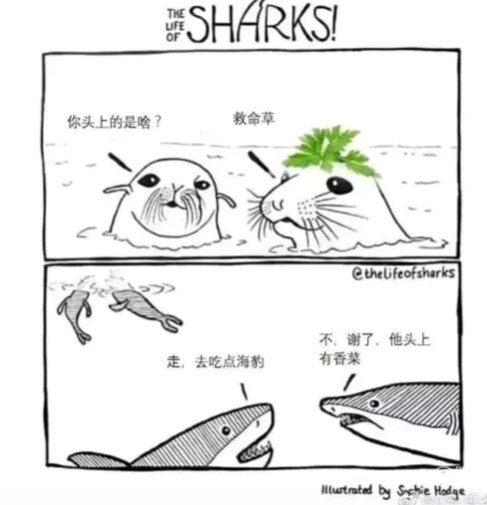 THE
LIFE
OF
SHARKS!
你头上的是啥？
救命草
@thelifeofsharks
走，去吃点海豹
不，谢了，他头上
有香菜
Illustrated by Sophie Hodge